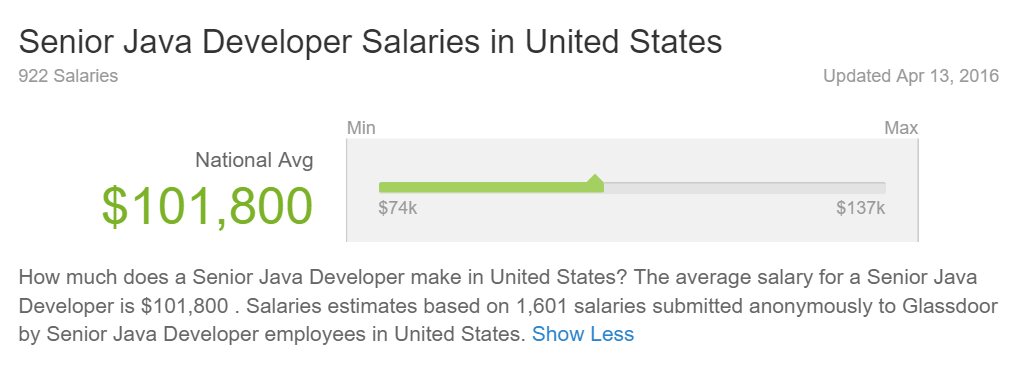 Senior Java Developer Salaries in United States
922 Salaries
Updated Apr 13, 2016
Min
Max
National Avg
$101,800
$74k
$137k
How much does a Senior Java Developer make in United States? The average salary for a Senior Java
Developer is $101,800 . Salaries estimates based on 1,601 salaries submitted anonymously to Glassdoor
by Senior Java Developer employees in United States. Show Less